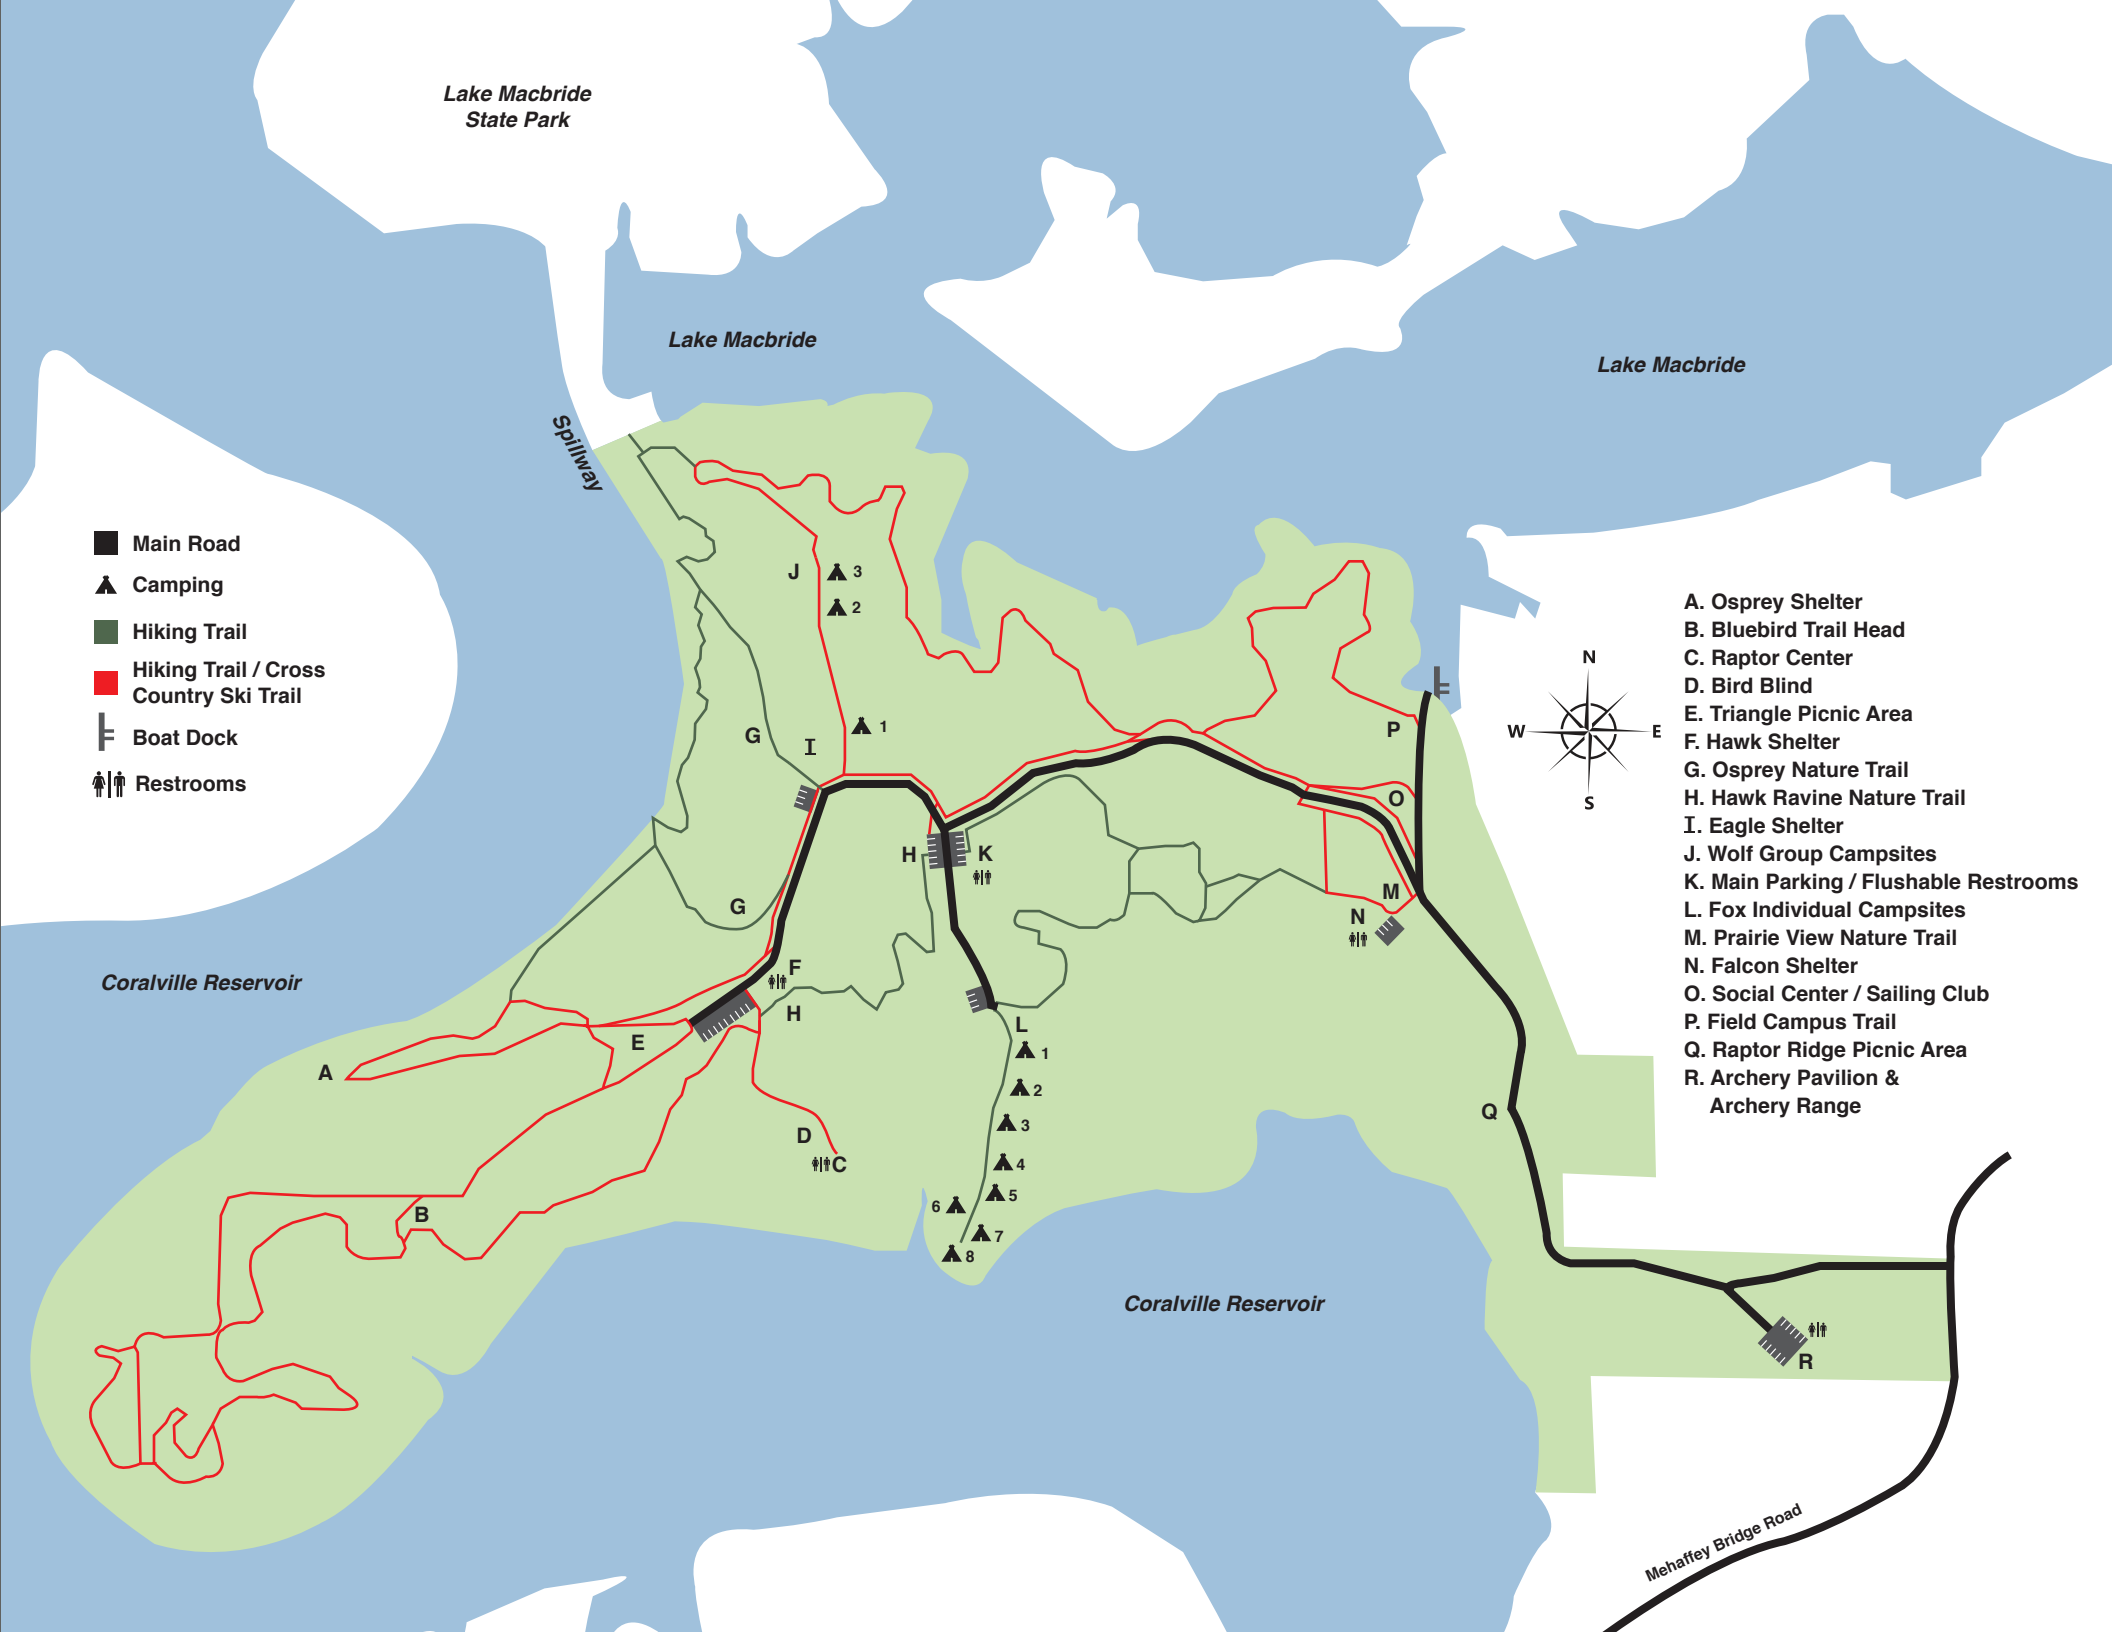 Lake Macbride
State Park
Lake Macbride
Lake Macbride
Spillway
Main Road
Camping
Hiking Trail
Hiking Trail / Cross
Country Ski Trail
Boat Dock
Restrooms
Coralville Reservoir
Coralville Reservoir
Mehaffey Bridge Road
J
3
2
1
G
I
G
H
K
F
H
E
A
B
D
C
L
1
2
3
4
5
6
7
8
P
O
M
N
Q
R
N
W
E
S
A. Osprey Shelter
B. Bluebird Trail Head
C. Raptor Center
D. Bird Blind
E. Triangle Picnic Area
F. Hawk Shelter
G. Osprey Nature Trail
H. Hawk Ravine Nature Trail
I. Eagle Shelter
J. Wolf Group Campsites
K. Main Parking / Flushable Restrooms
L. Fox Individual Campsites
M. Prairie View Nature Trail
N. Falcon Shelter
O. Social Center / Sailing Club
P. Field Campus Trail
Q. Raptor Ridge Picnic Area
R. Archery Pavilion &
Archery Range